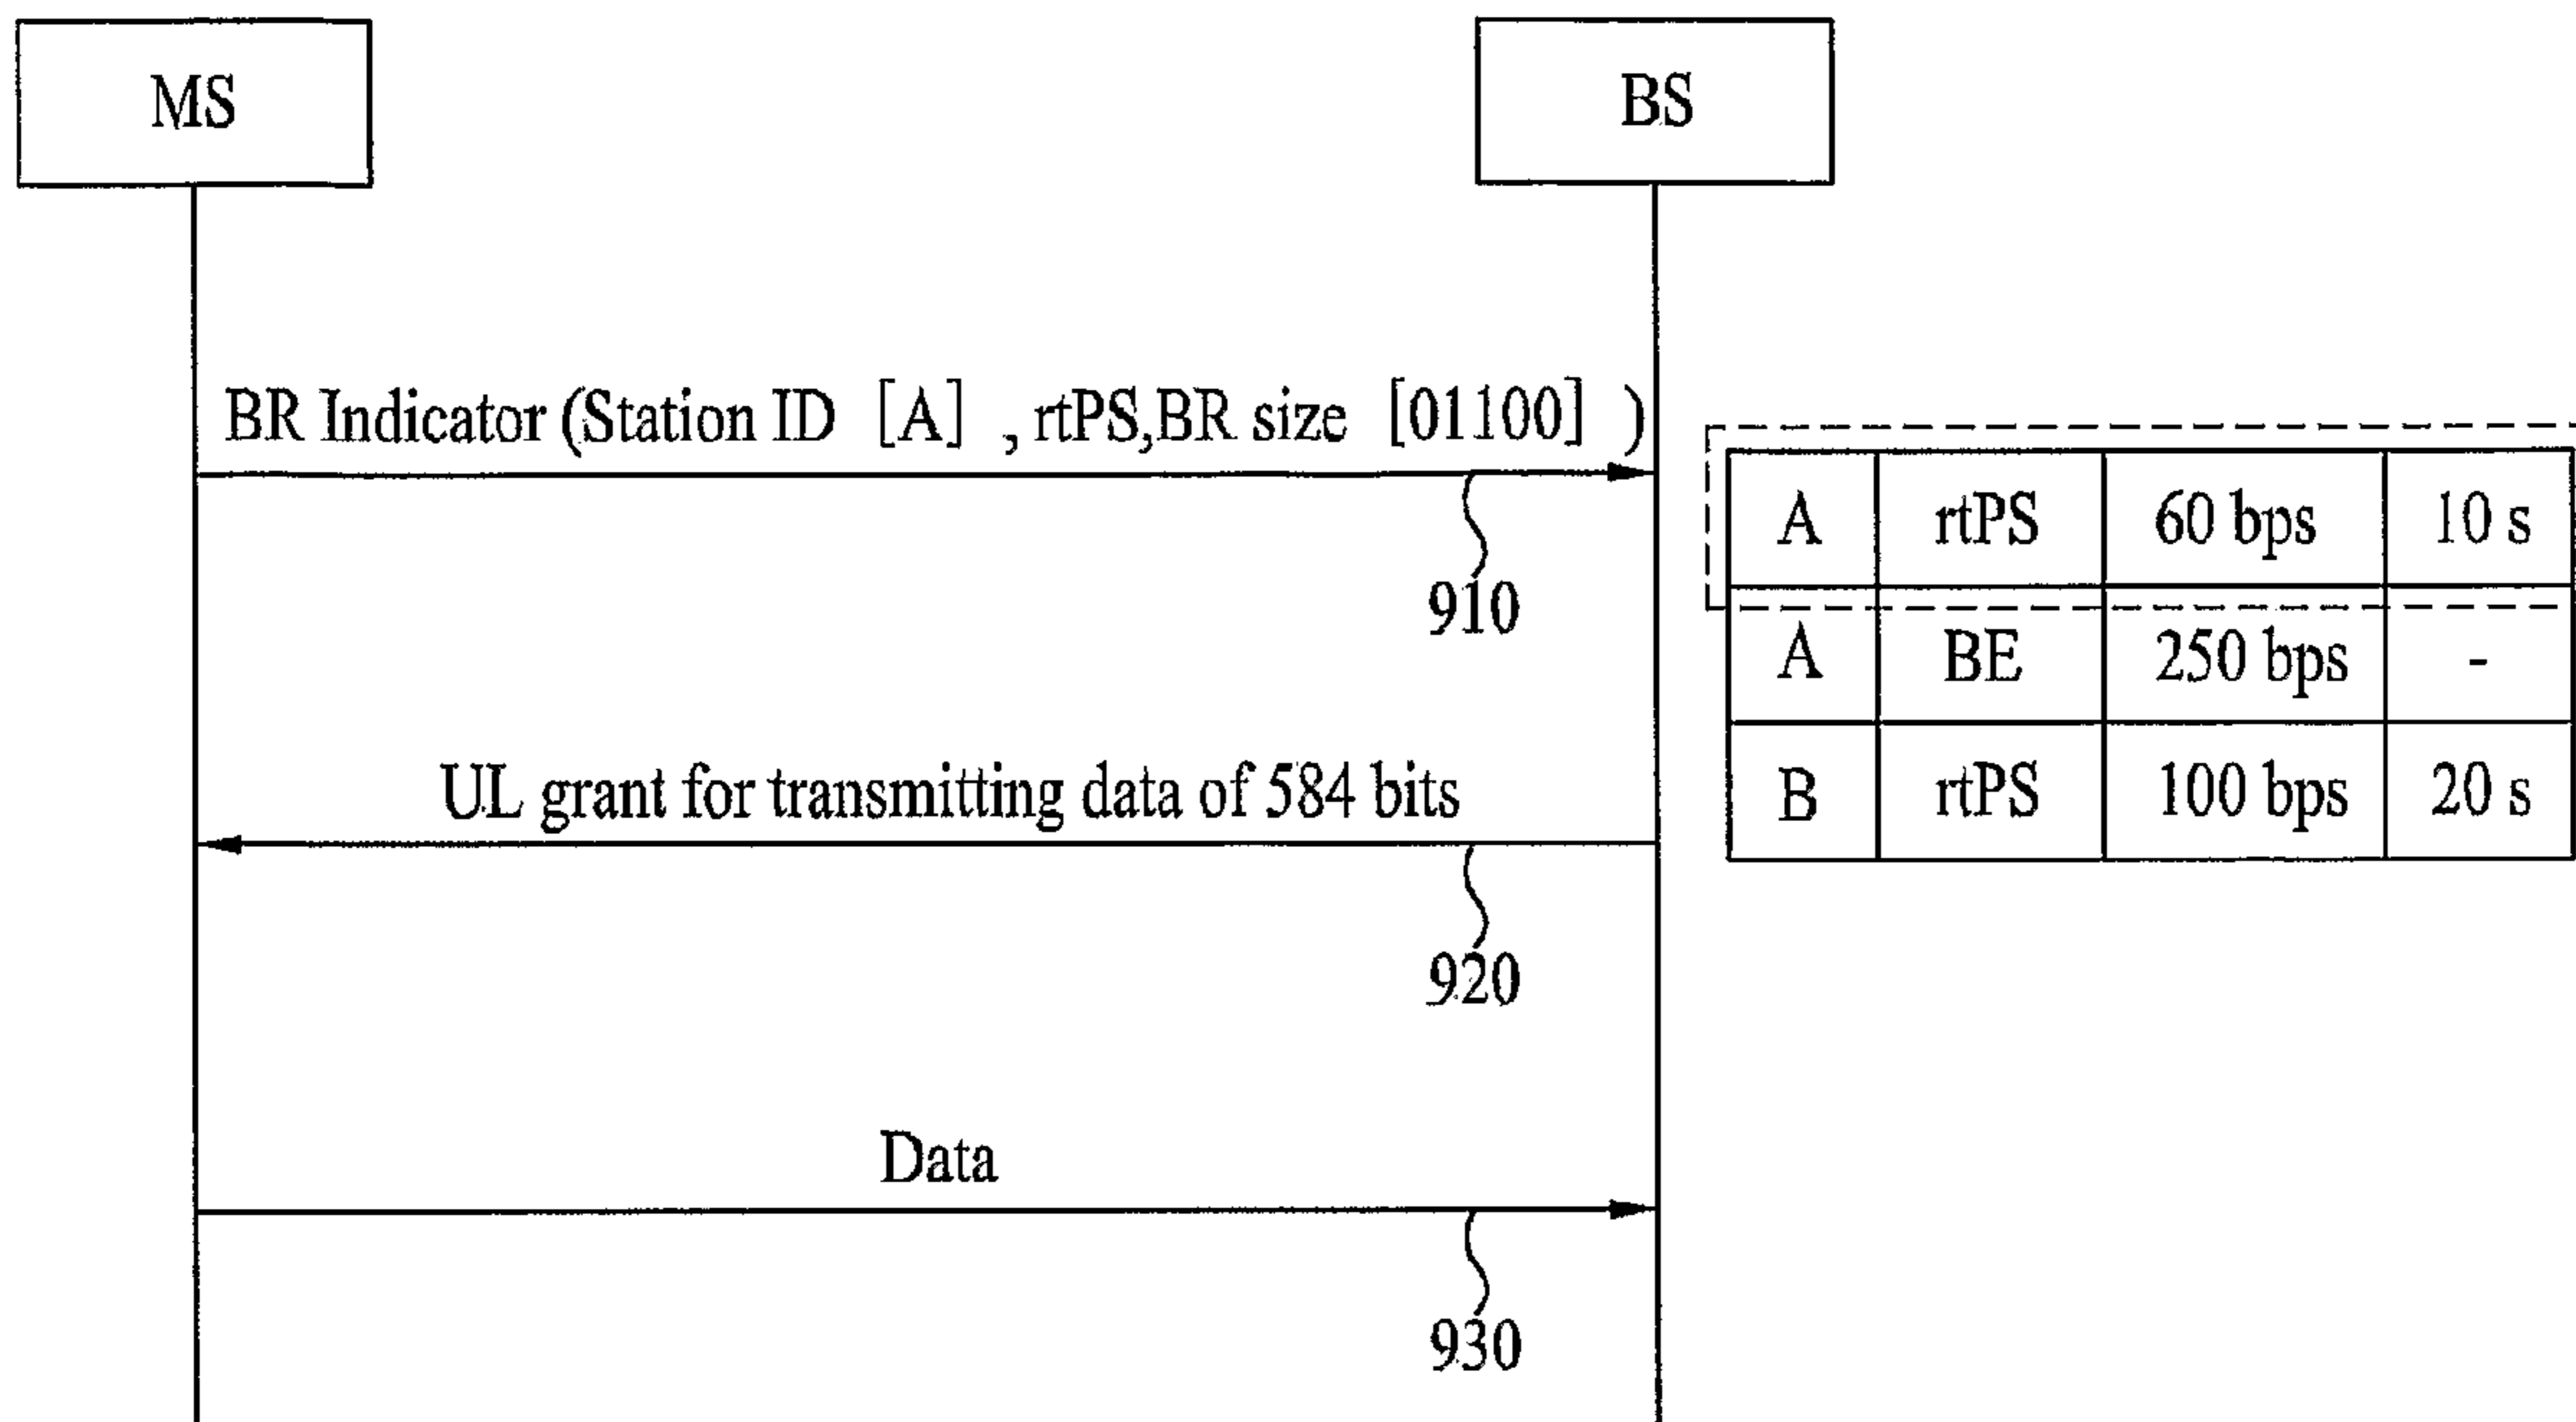 MS
BS
BR Indicator (Station ID [A] , rtPS,BR size [01100] )
910
A rtPS 60 bps 10 s
A BE 250 bps -
B rtPS 100 bps 20 s
UL grant for transmitting data of 584 bits
920
Data
930